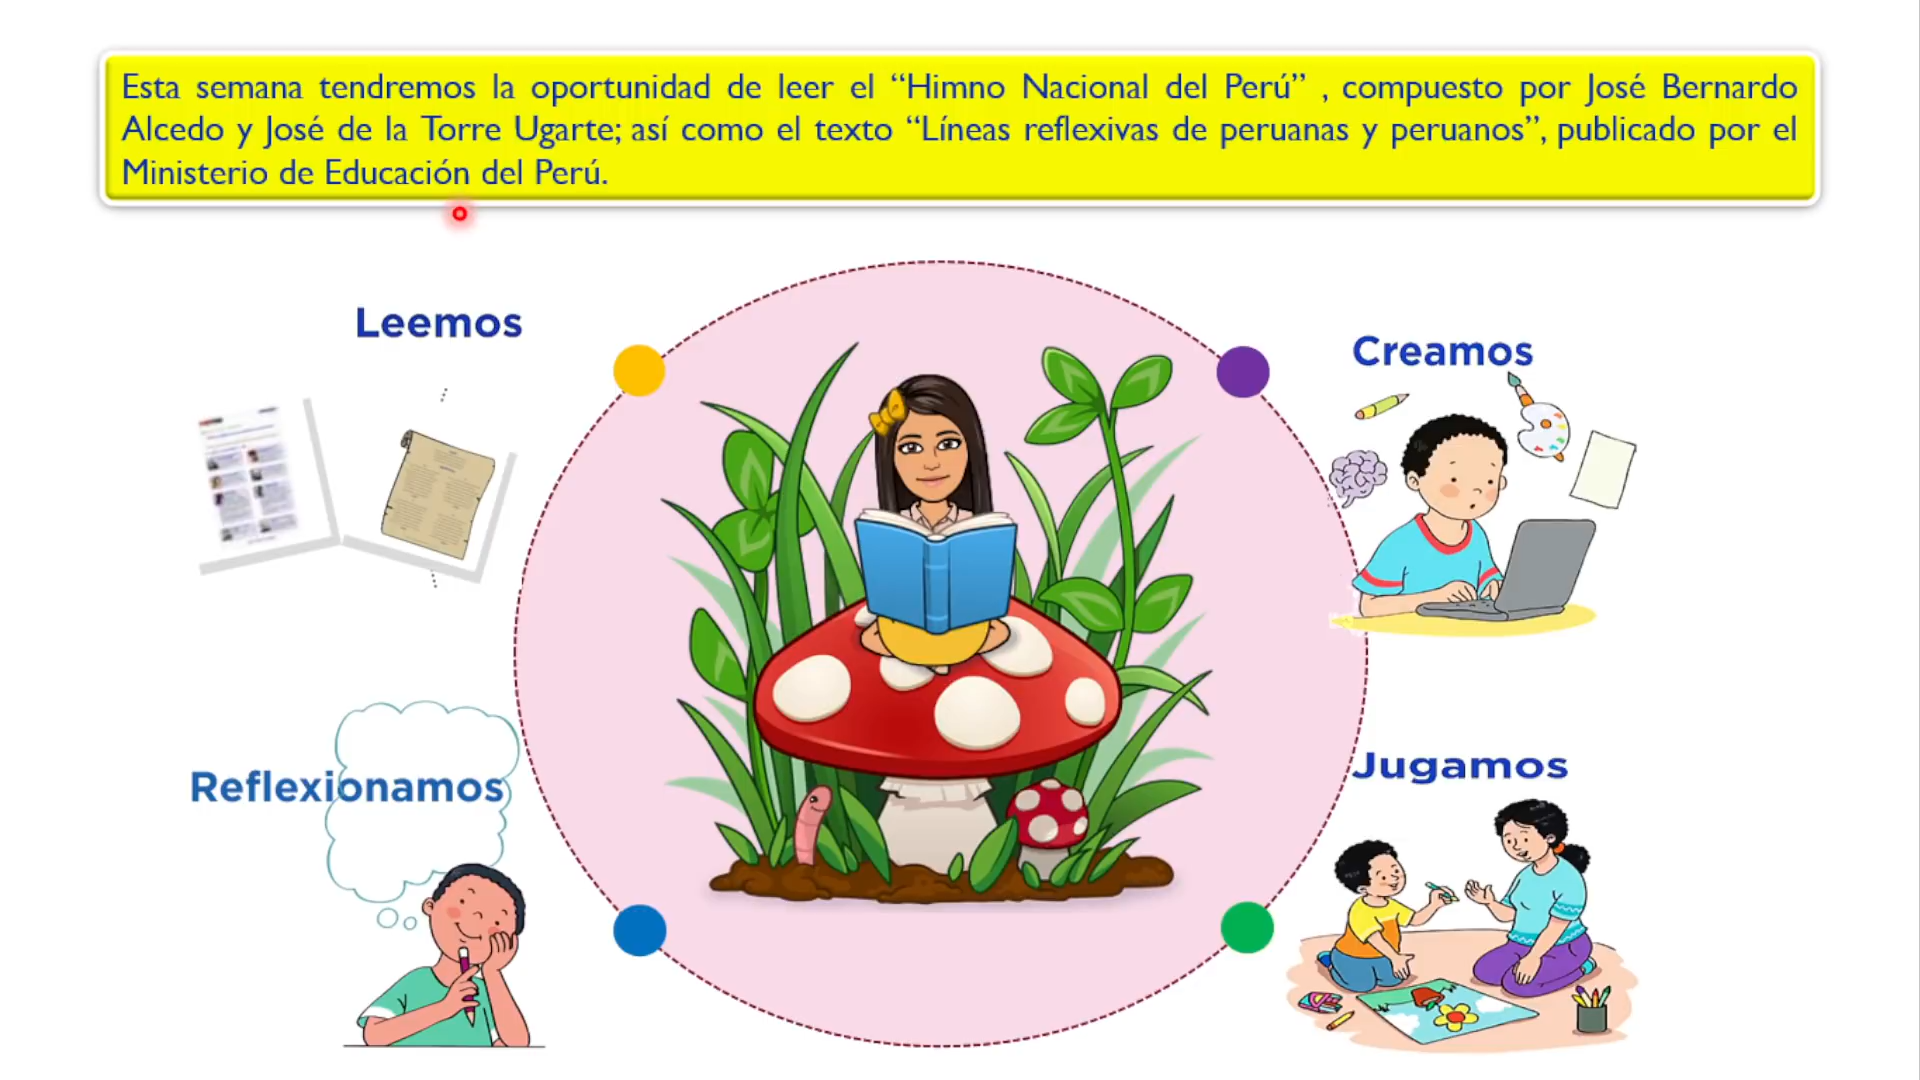 Esta semana tendremos la oportunidad de leer el “Himno Nacional del Perú” , compuesto por José Bernardo
Alcedo y José de la Torre Ugarte; así como el texto “Líneas reflexivas de peruanas y peruanos”, publicado por el
Ministerio de Educación del Perú.
Leemos
Creamos
Reflexionamos
Jugamos